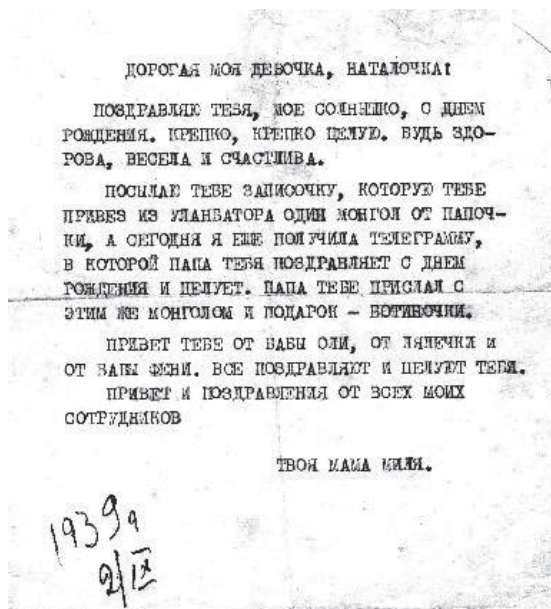 ДОРОГАЯ МОЯ ДЕВОЧКА, НАТАЛОЧКА!
ПОЗДРАВЛЯЮ ТЕБЯ, МОЕ СОЛНЫШКО, С ДНЕМ
РОЖДЕНИЯ. КРЕПКО, КРЕПКО ЦЕЛУЮ. БУДЬ ЗДО-
РОВА, ВЕСЕЛА И СЧАСТЛИВА.
ПОСЫЛАЮ ТЕБЕ ЗАПИСОЧКУ, КОТОРУЮ ТЕБЕ
ПРИВЕЗ ИЗ УЛАНБАТОРА ОДИН МОНГОЛ ОТ ПАПОЧ-
КИ, А СЕГОДНЯ Я ЕЩЕ ПОЛУЧИЛА ТЕЛЕГРАММУ,
В КОТОРОЙ ПАПА ТЕБЯ ПОЗДРАВЛЯЕТ С ДНЕМ
РОЖДЕНИЯ И ЦЕЛУЕТ. ПАПА ТЕБЕ ПРИСЛАЛ С
ЭТИМ ЖЕ МОНГОЛОМ И ПОДАРОК - БОТИНОЧКИ.
ПРИВЕТ ТЕБЕ ОТ БАБЫ ОЛИ, ОТ ЛЯЛЕЧКИ И
ОТ БАБЫ ФЕНИ. ВСЕ ПОЗДРАВЛЯЮТ И ЦЕЛУЮТ ТЕБЯ.
ПРИВЕТ И ПОЗДРАВЛЕНИЯ ОТ ВСЕХ МОИХ
СОТРУДНИКОВ
ТВОЯ МАМА МИЛЯ.
1939
2/IX